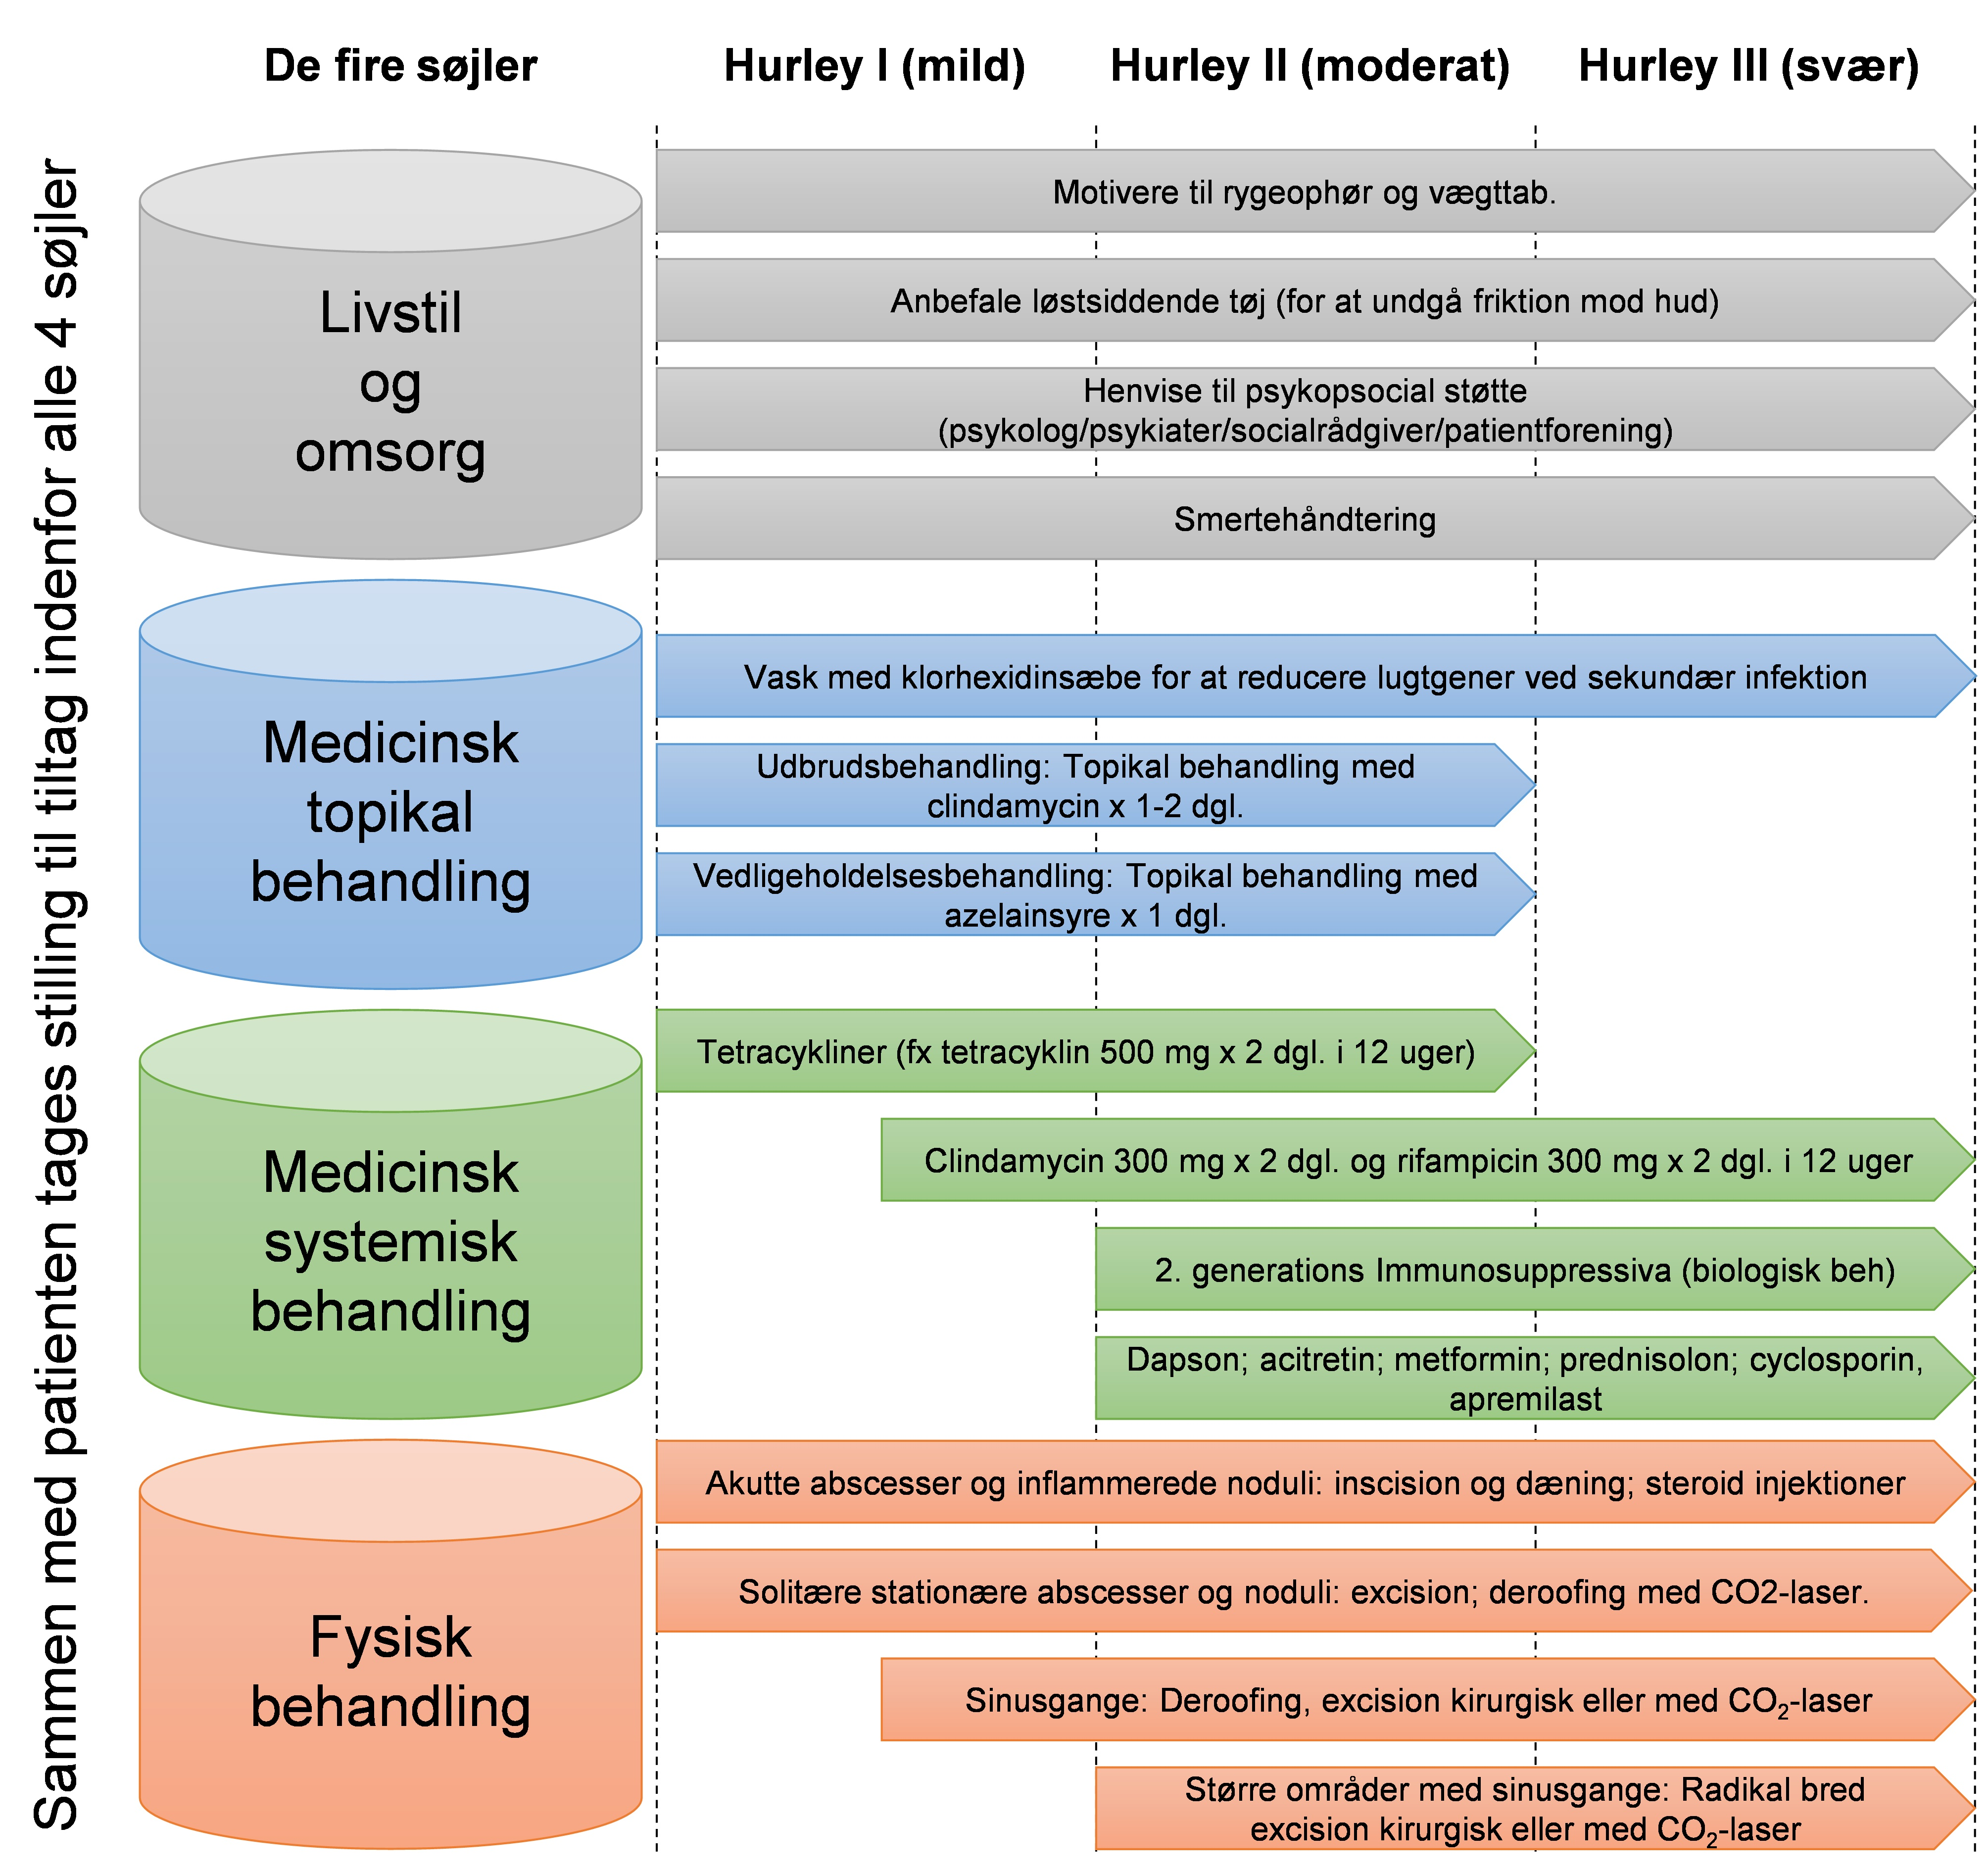 De fire søjler
Hurley I (mild)
Hurley II (moderat)
Hurley III (svær)
Sammen med patienten tages stilling til tiltag indenfor alle 4 søjler
Livstil
og
omsorg
Motivere til rygeophør og vægttab.
Anbefale løstsiddende tøj (for at undgå friktion mod hud)
Henvise til psykopsocial støtte
(psykolog/psykiater/socialrådgiver/patientforening)
Smertehåndtering
Medicinsk
topikal
behandling
Vask med klorhexidinsæbe for at reducere lugtgener ved sekundær infektion
Udbrudsbehandling: Topikal behandling med
clindamycin x 1-2 dgl.
Vedligeholdelsesbehandling: Topikal behandling med
azelainsyre x 1 dgl.
Medicinsk
systemisk
behandling
Tetracykliner (fx tetracyklin 500 mg x 2 dgl. i 12 uger)
Clindamycin 300 mg x 2 dgl. og rifampicin 300 mg x 2 dgl. i 12 uger
2. generations Immunosuppressiva (biologisk beh)
Dapson; acitretin; metformin; prednisolon; cyclosporin,
apremilast
Fysisk
behandling
Akutte abscesser og inflammerede noduli: inscision og dæning; steroid injektioner
Solitære stationære abscesser og noduli: excision; deroofing med CO2-laser.
Sinusgange: Deroofing, excision kirurgisk eller med CO₂-laser
Større områder med sinusgange: Radikal bred
excision kirurgisk eller med CO₂-laser